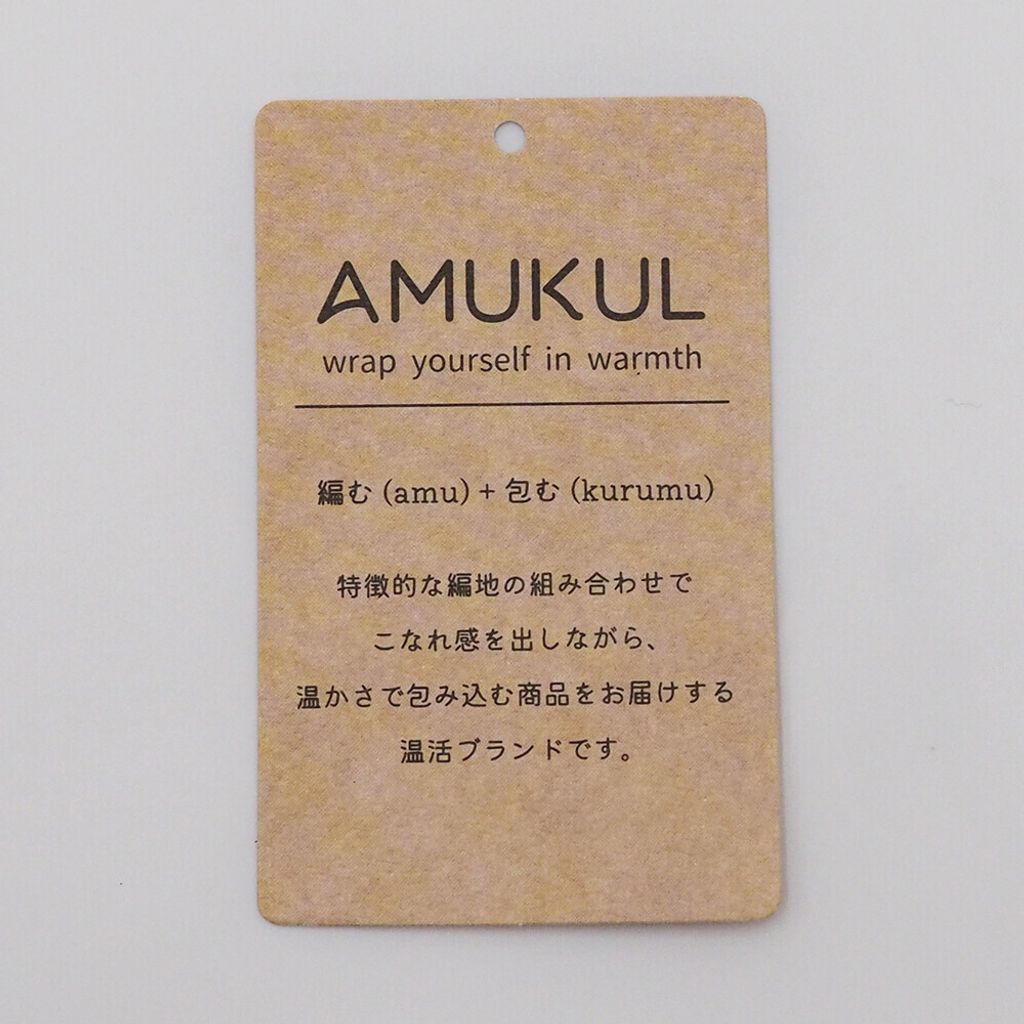 AMUKUL
wrap yourself in warmth
編む (amu) + 包む (kurumu)
特徴的な編地の組み合わせで
こなれ感を出しながら、
温かさで包み込む商品をお届けする
温活ブランドです。